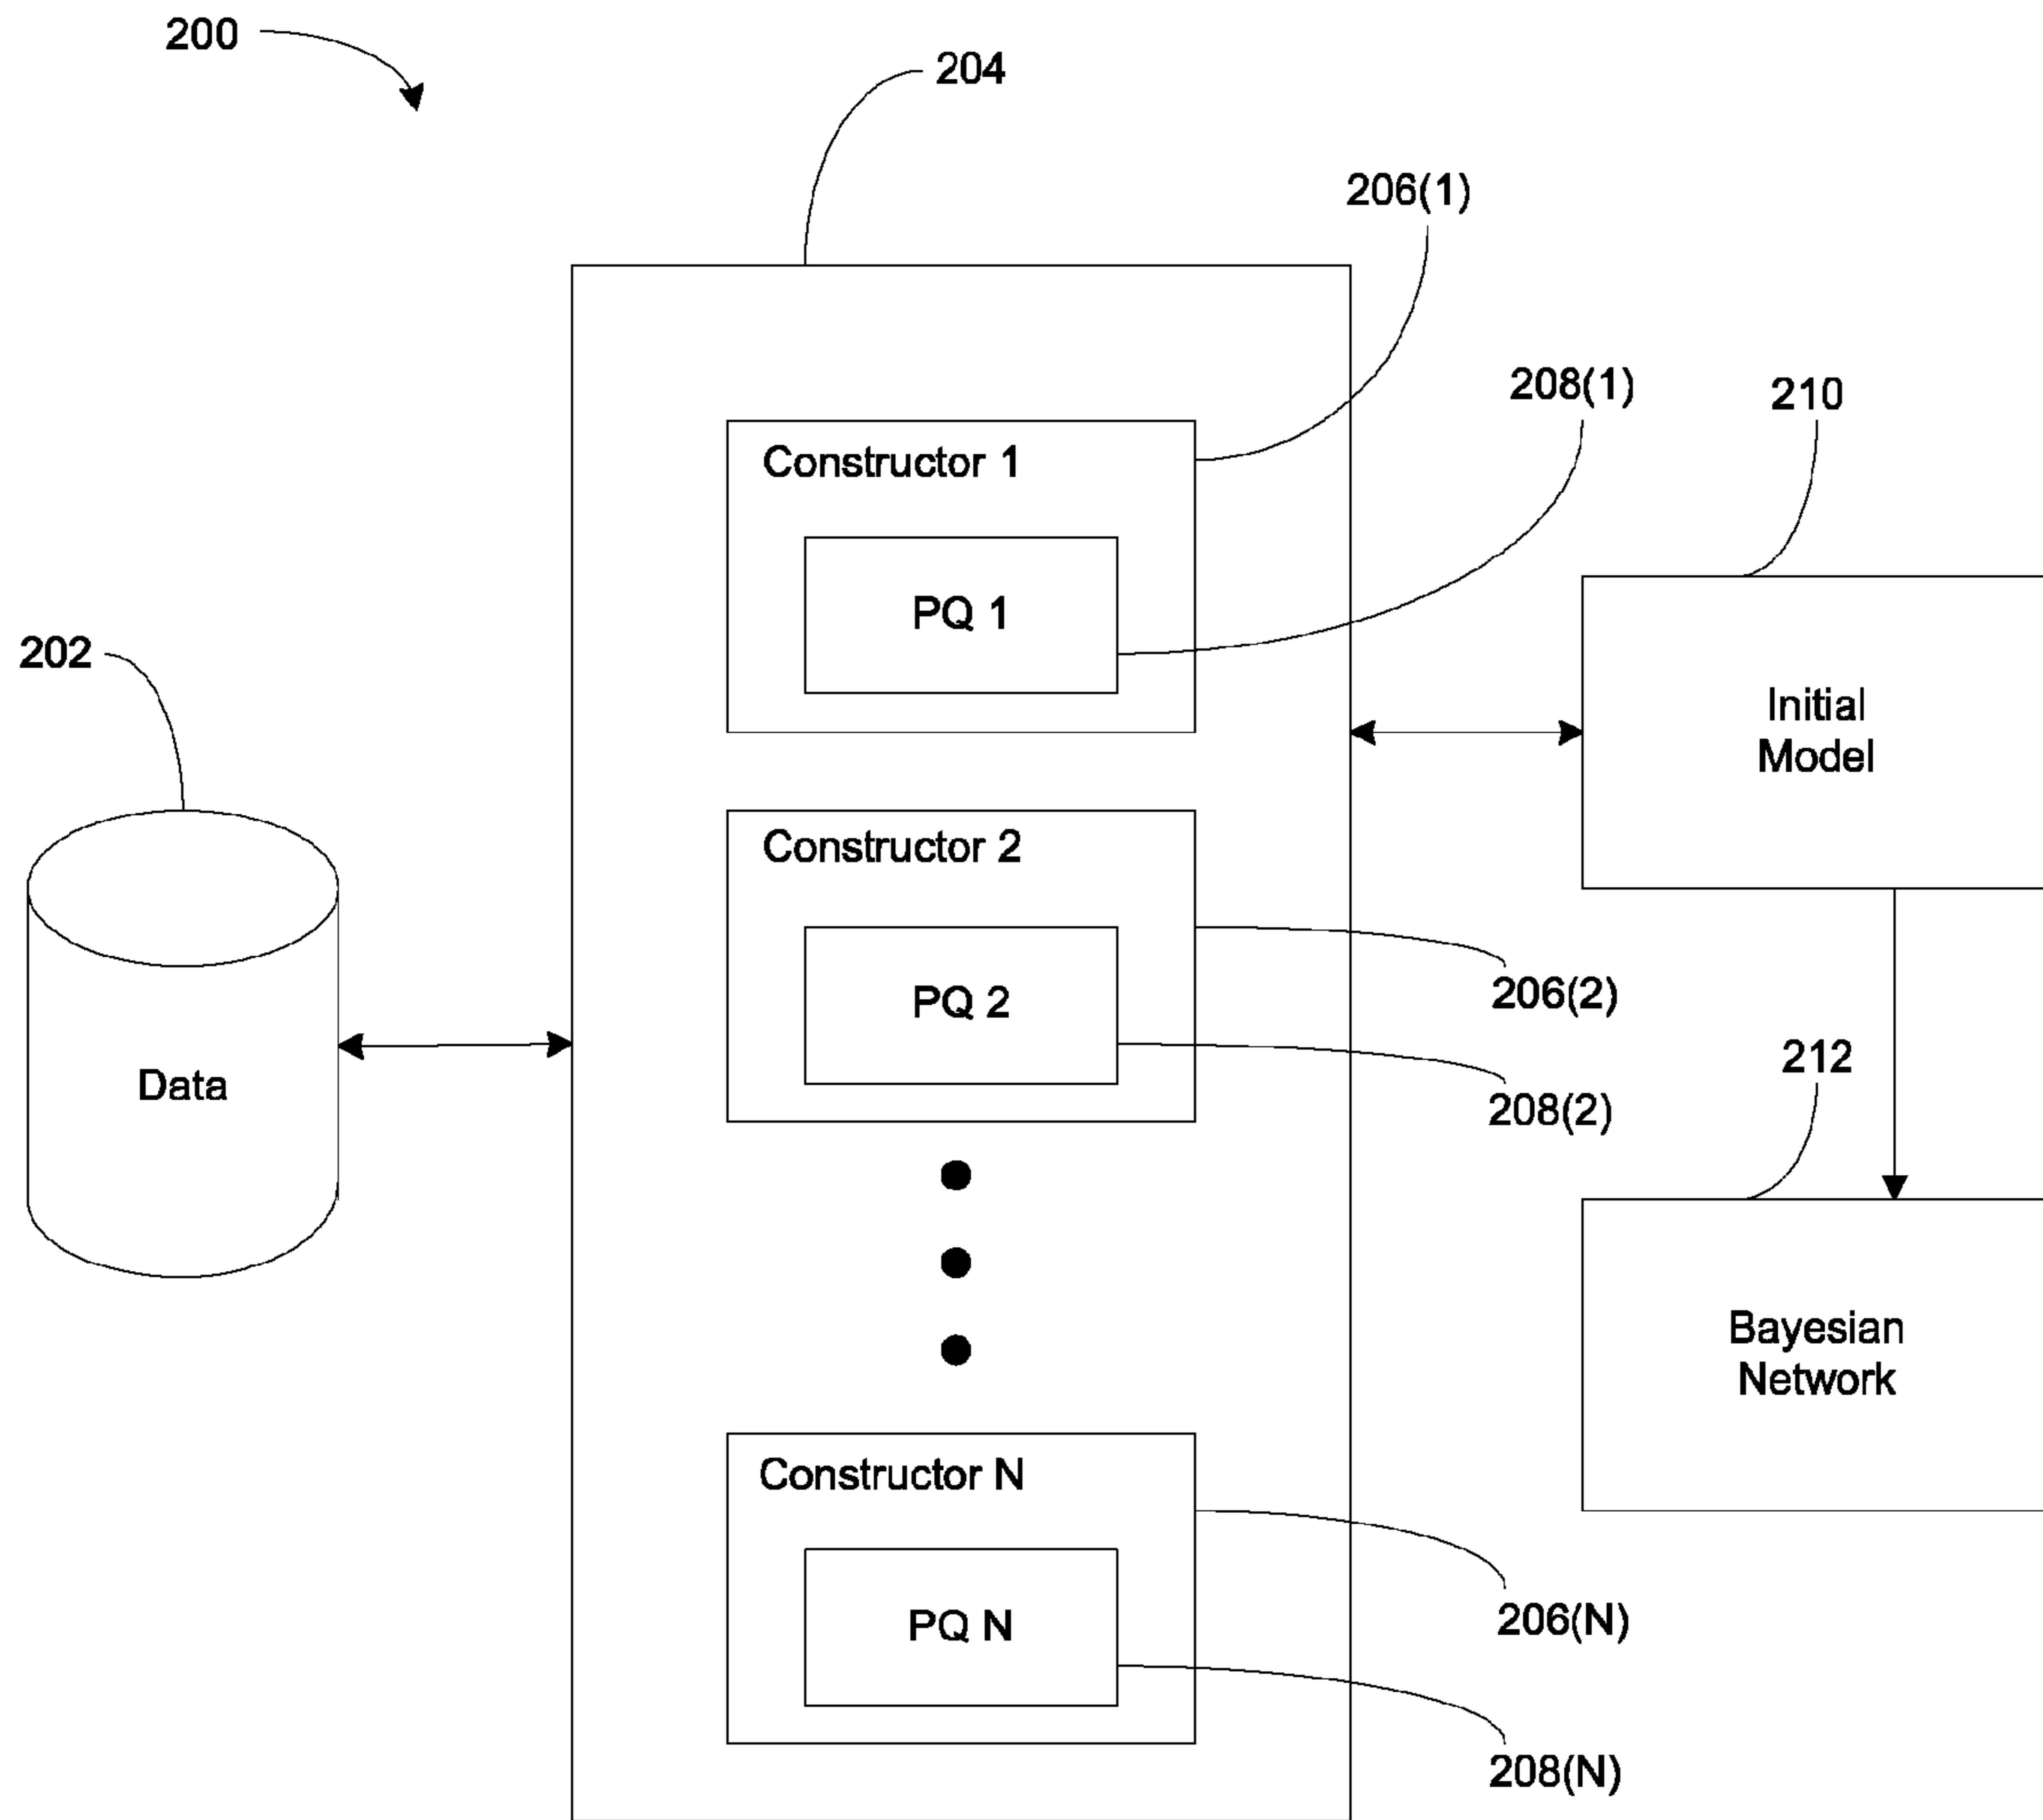 200
204
206(1)
208(1)
210
Constructor 1
PQ 1
202
Initial
Model
Constructor 2
PQ 2
206(2)
208(2)
212
Data
Bayesian
Network
Constructor N
PQ N
206(N)
208(N)